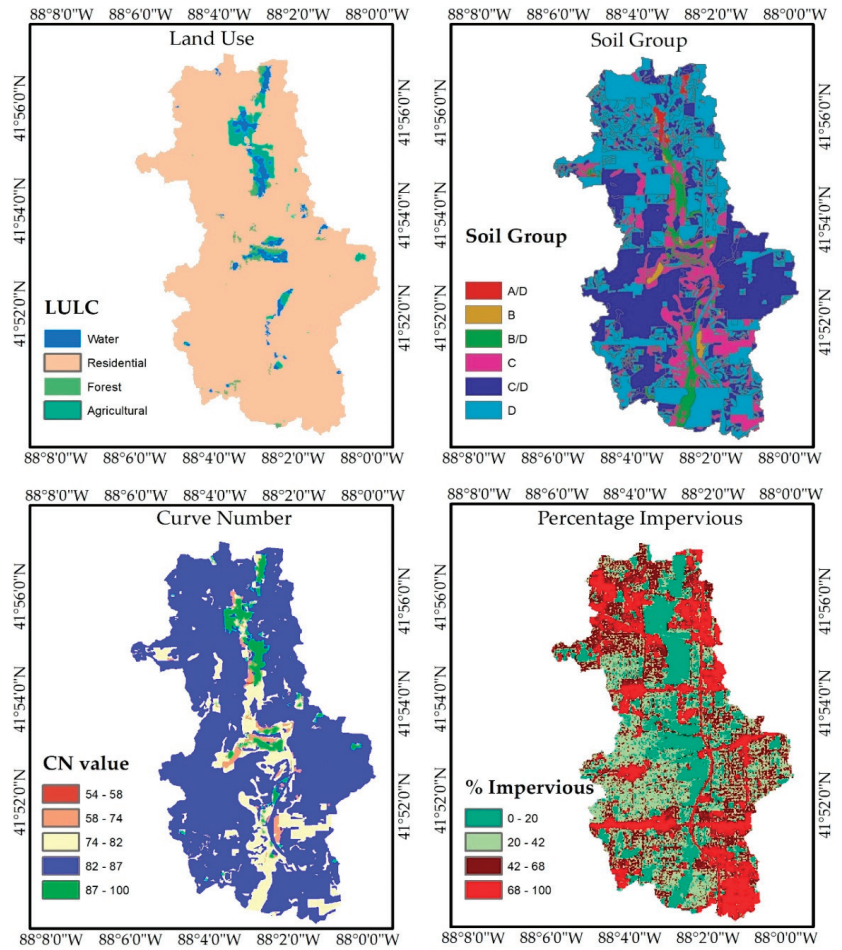 88°8'0"W 88°6'0"W 88°4'0"W 88°2'0"W 88°0'0"W
Land Use
41°56'0"N
41°54'0"N
41°52'0"N
LULC
Water
Residential
Forest
Agricultural
88°8'0"W 88°6'0"W 88°4'0"W 88°2'0"W 88°0'0"W
88°8'0"W 88°6'0"W 88°4'0"W 88°2'0"W 88°0'0"W
Soil Group
41°56'0"N
41°54'0"N
41°52'0"N
Soil Group
A/D
B
B/D
C
C/D
D
88°8'0"W 88°6'0"W 88°4'0"W 88°2'0"W 88°0'0"W
88°8'0"W 88°6'0"W 88°4'0"W 88°2'0"W 88°0'0"W
Curve Number
41°56'0"N
41°54'0"N
41°52'0"N
CN value
54 - 58
58 - 74
74 - 82
82 - 87
87 - 100
88°8'0"W 88°6'0"W 88°4'0"W 88°2'0"W 88°0'0"W
88°8'0"W 88°6'0"W 88°4'0"W 88°2'0"W 88°0'0"W
Percentage Impervious
41°56'0"N
41°54'0"N
41°52'0"N
% Impervious
0 - 20
20 - 42
42 - 68
68 - 100
88°8'0"W 88°6'0"W 88°4'0"W 88°2'0"W 88°0'0"W